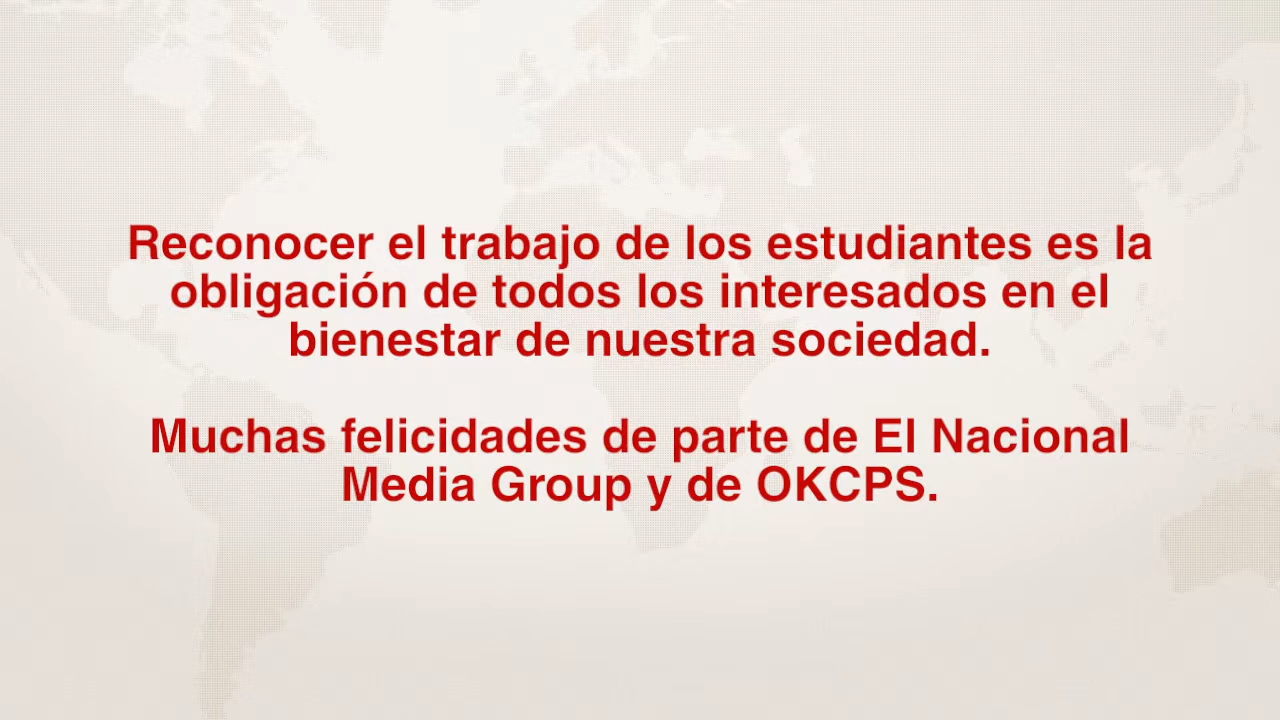 Reconocer el trabajo de los estudiantes es la
obligación de todos los interesados en el
bienestar de nuestra sociedad.
Muchas felicidades de parte de El Nacional
Media Group y de OKCPS.